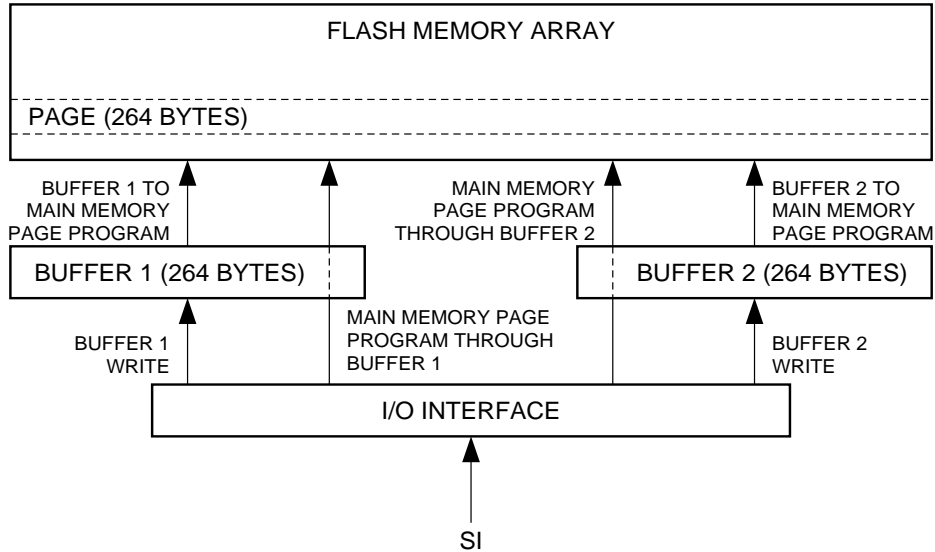 FLASH MEMORY ARRAY
PAGE (264 BYTES)
BUFFER 1 TO
MAIN MEMORY
PAGE PROGRAM
MAIN MEMORY
PAGE PROGRAM
THROUGH BUFFER 2
BUFFER 2 TO
MAIN MEMORY
PAGE PROGRAM
BUFFER 1 (264 BYTES)
BUFFER 2 (264 BYTES)
BUFFER 1
WRITE
MAIN MEMORY PAGE
PROGRAM THROUGH
BUFFER 1
BUFFER 2
WRITE
I/O INTERFACE
SI